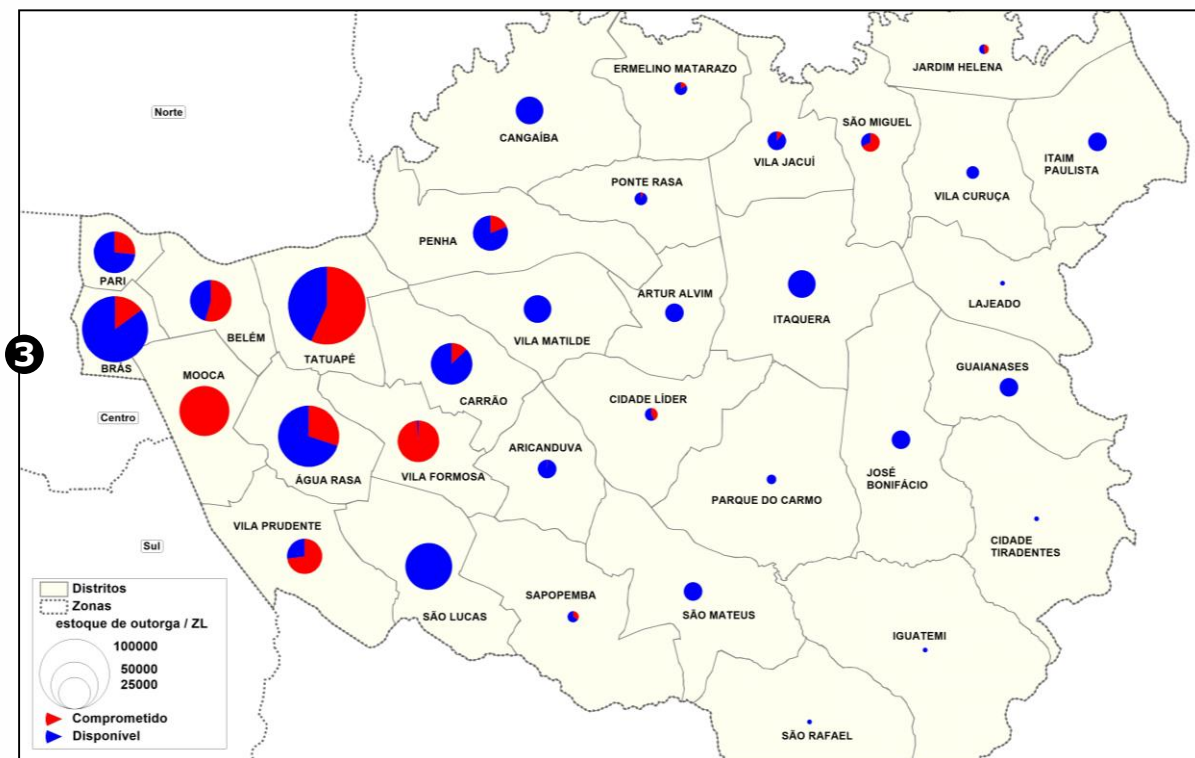 ERMELINO MATARAZO
JARDIM HELENA
Norte
CANGAÍBA
SÃO MIGUEL
VILA JACUÍ
ITAIM
PAULISTA
PONTE RASA
VILA CURUÇA
PENHA
PARI
ARTUR ALVIM
ITAQUERA
LAJEADO
BELÉM
TATUAPÉ
VILA MATILDE
3
BRÁS
MOOCA
CARRÃO
CIDADE LÍDER
GUAIANASES
Centro
ÁGUA RASA
VILA FORMOSA
ARICANDUVA
PARQUE DO CARMO
JOSÉ
BONIFÁCIO
VILA PRUDENTE
CIDADE
TIRADENTES
Sul
SÃO LUCAS
SAPOPEMBA
SÃO MATEUS
IGUATEMI
SÃO RAFAEL
Distritos
Zonas
estoque de outorga / ZL
100000
50000
25000
Comprometido
Disponível